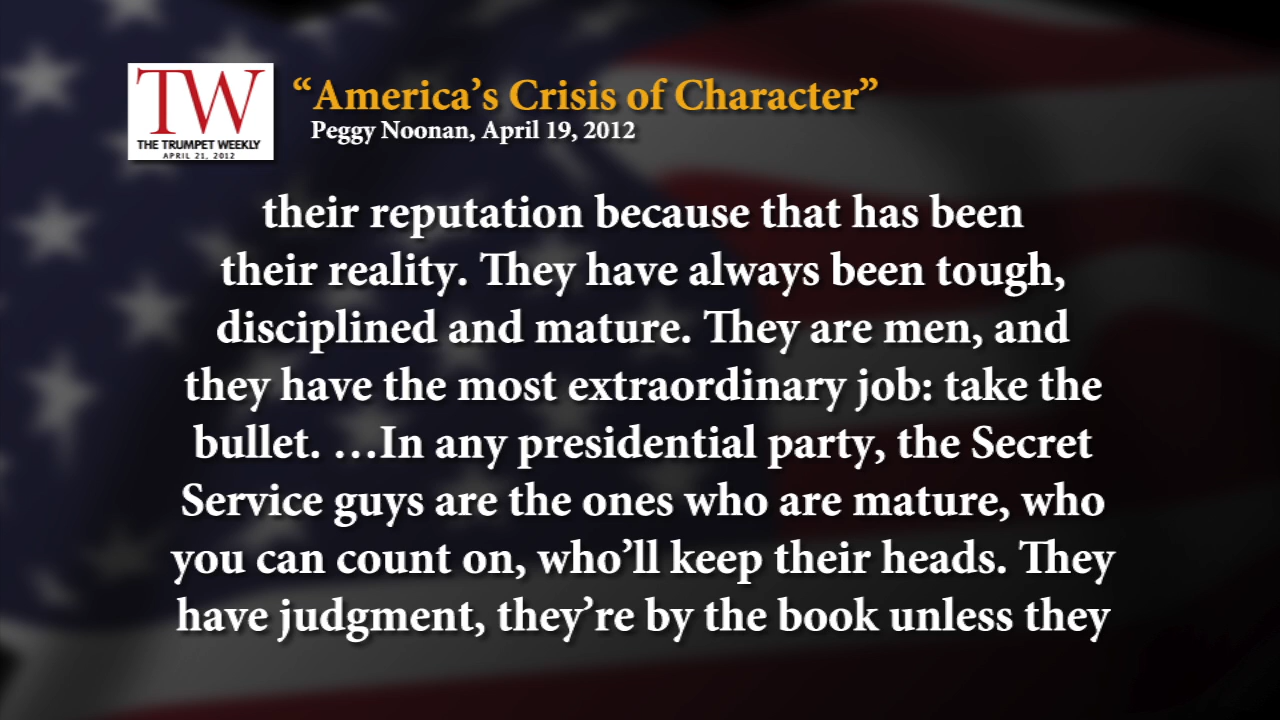 TW
THE TRUMPET WEEKLY
APRIL 21, 2012
“America’s Crisis of Character”
Peggy Noonan, April 19, 2012
their reputation because that has been
their reality. They have always been tough,
disciplined and mature. They are men, and
they have the most extraordinary job: take the
bullet. …In any presidential party, the Secret
Service guys are the ones who are mature, who
you can count on, who’ll keep their heads. They
have judgment, they’re by the book unless they